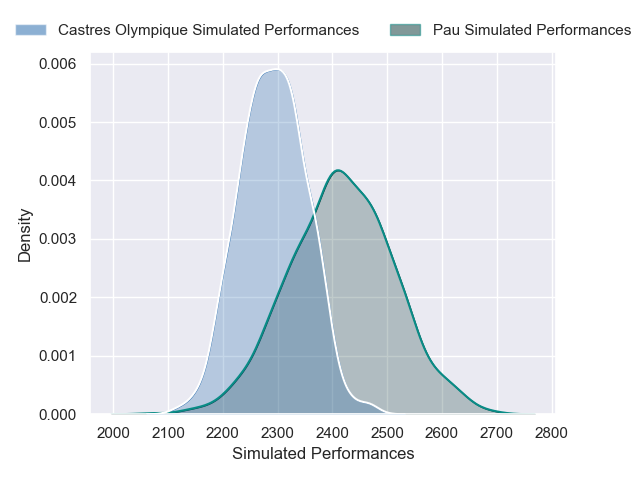 Castres Olympique Simulated Performances Pau Simulated Performances
0.006
0.005
0.004
0.003
0.002
0.001
0.000
Density
2000 2100 2200 2300 2400 2500 2600 2700 2800
Simulated Performances